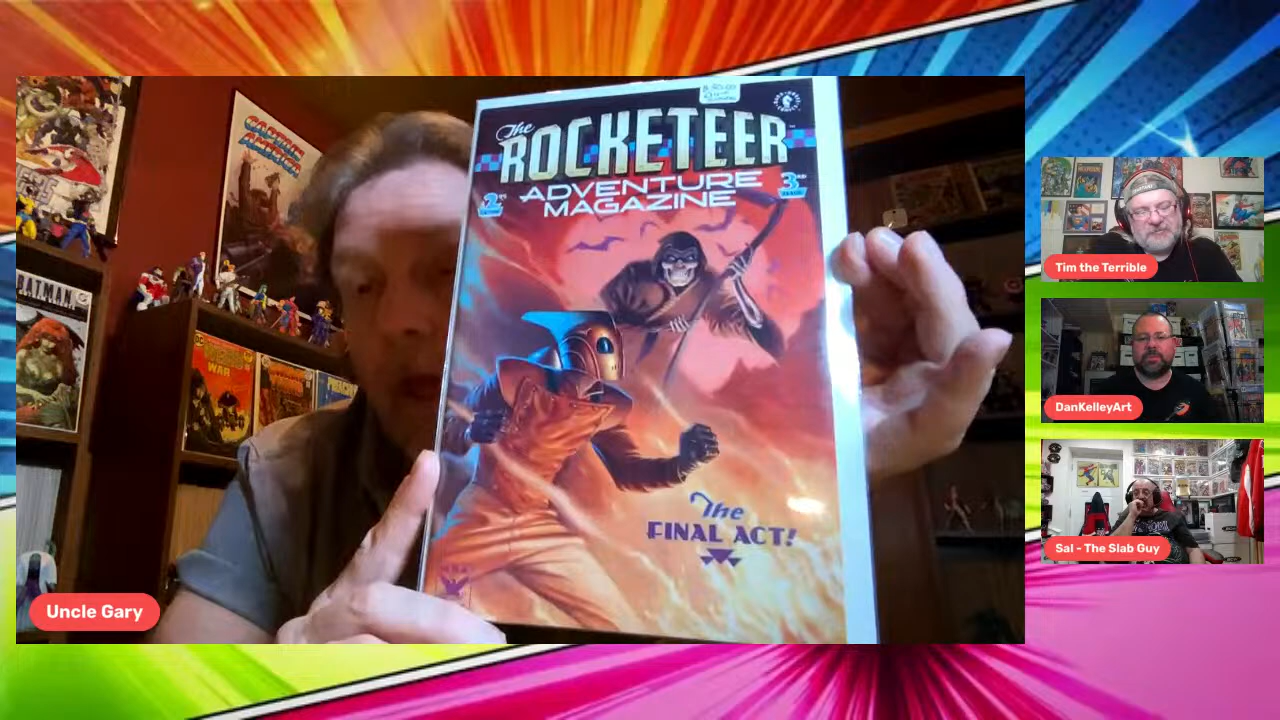 The
ROCKETEER
ADVENTURE
MAGAZINE
3RD
The
FINAL ACT!
CAPTAIN
AMERICA
BATMAN
WAR
Uncle Gary
Tim the Terrible
DanKelleyArt
Sal - The Slab Guy